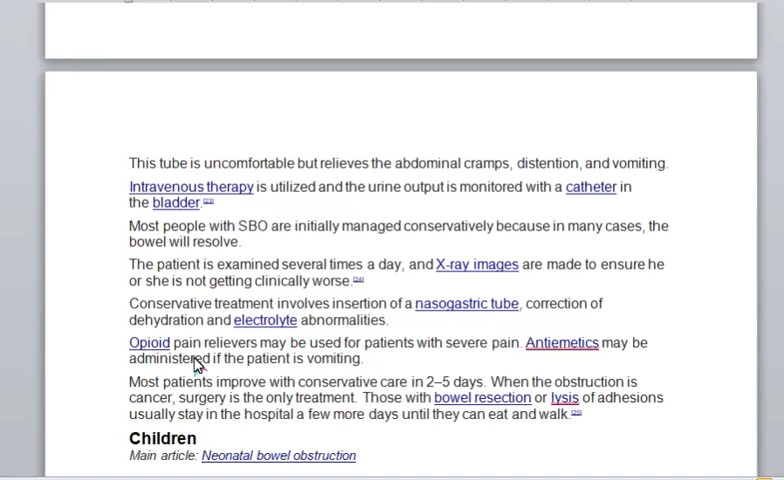 This tube is uncomfortable but relieves the abdominal cramps, distention, and vomiting.
Intravenous therapy is utilized and the urine output is monitored with a catheter in
the bladder.[23]
Most people with SBO are initially managed conservatively because in many cases, the
bowel will resolve.
The patient is examined several times a day, and X-ray images are made to ensure he
or she is not getting clinically worse.[24]
Conservative treatment involves insertion of a nasogastric tube, correction of
dehydration and electrolyte abnormalities.
Opioid pain relievers may be used for patients with severe pain. Antiemetics may be
administered if the patient is vomiting.
Most patients improve with conservative care in 2–5 days. When the obstruction is
cancer, surgery is the only treatment. Those with bowel resection or lysis of adhesions
usually stay in the hospital a few more days until they can eat and walk.[25]
Children
Main article: Neonatal bowel obstruction